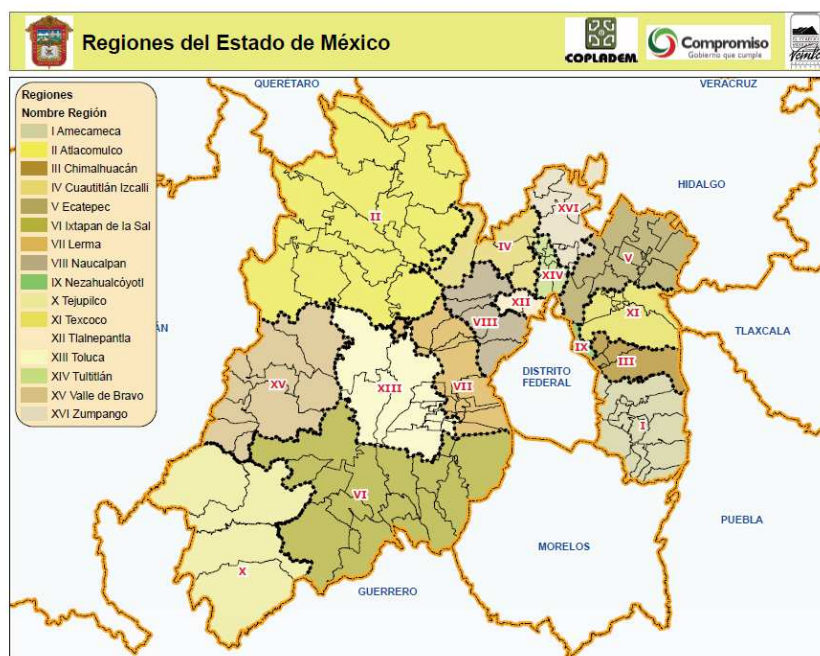 Regiones del Estado de México
COPLADEM
Compromiso
Gobierno que cumple
QUERÉTARO
VERACRUZ
Regiones
Nombre Región
I Amecameca
II Atlacomulco
III Chimalhuacán
IV Cuautitlán Izcalli
V Ecatepec
VI Ixtapan de la Sal
VII Lerma
VIII Naucalpan
IX Nezahualcóyotl
X Tejupilco
XI Texcoco
XII Tlalnepantla
XIII Toluca
XIV Tultitlán
XV Valle de Bravo
XVI Zumpango
HIDALGO
XVI
II
IV
V
XIV
XII
XI
VIII
TLAXCALA
IX
III
DISTRITO
FEDERAL
XV
XIII
VII
I
VI
PUEBLA
MORELOS
X
GUERRERO